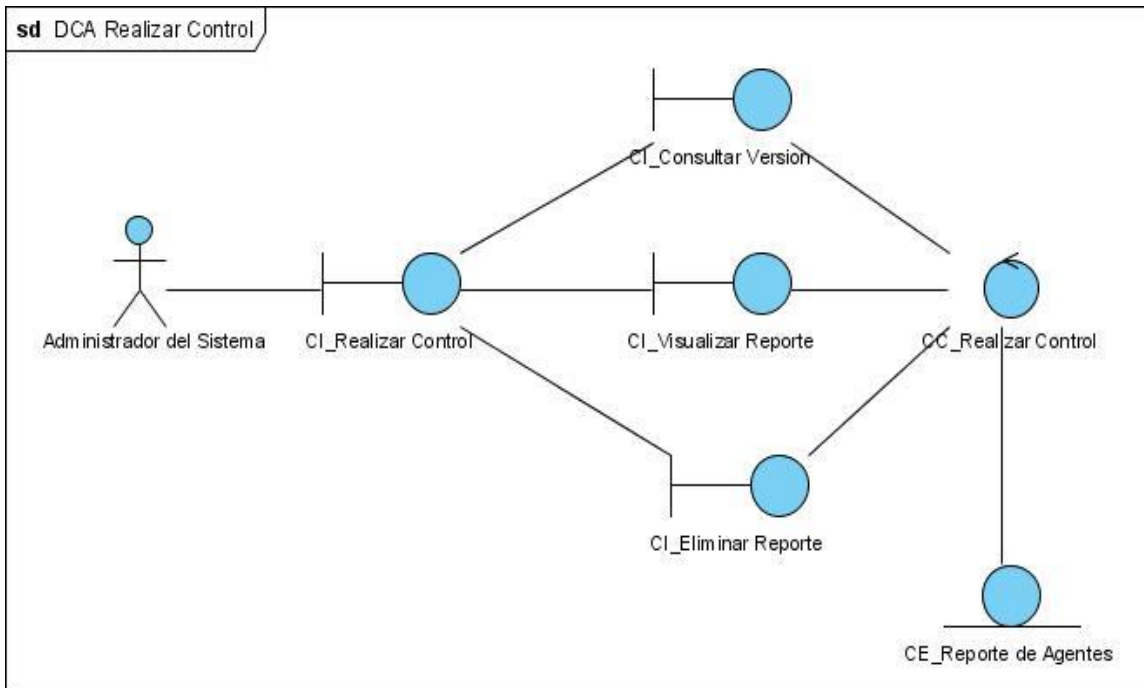 sd DCA Realizar Control
CI_Consultar Version
Administrador del Sistema
CI_Realizar Control
CI_Visualizar Reporte
CC_Realizar Control
CI_Eliminar Reporte
CE_Reporte de Agentes